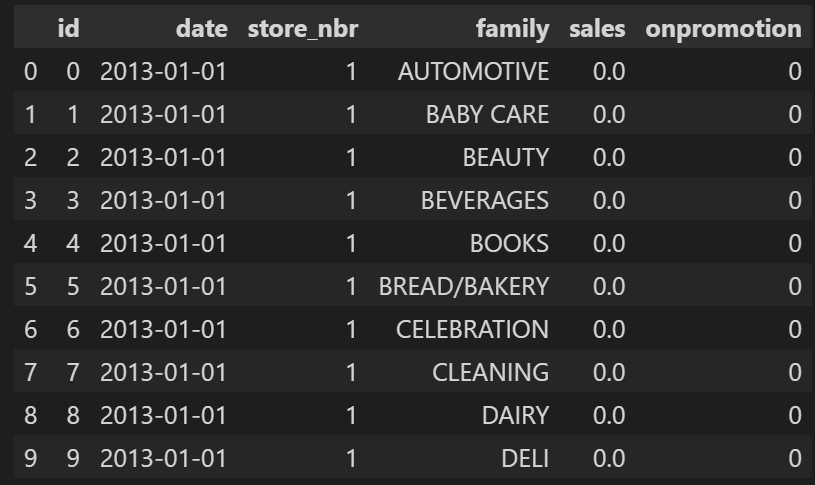 id date store_nbr family sales onpromotion
0 0 2013-01-01 1 AUTOMOTIVE 0.0 0
1 1 2013-01-01 1 BABY CARE 0.0 0
2 2 2013-01-01 1 BEAUTY 0.0 0
3 3 2013-01-01 1 BEVERAGES 0.0 0
4 4 2013-01-01 1 BOOKS 0.0 0
5 5 2013-01-01 1 BREAD/BAKERY 0.0 0
6 6 2013-01-01 1 CELEBRATION 0.0 0
7 7 2013-01-01 1 CLEANING 0.0 0
8 8 2013-01-01 1 DAIRY 0.0 0
9 9 2013-01-01 1 DELI 0.0 0